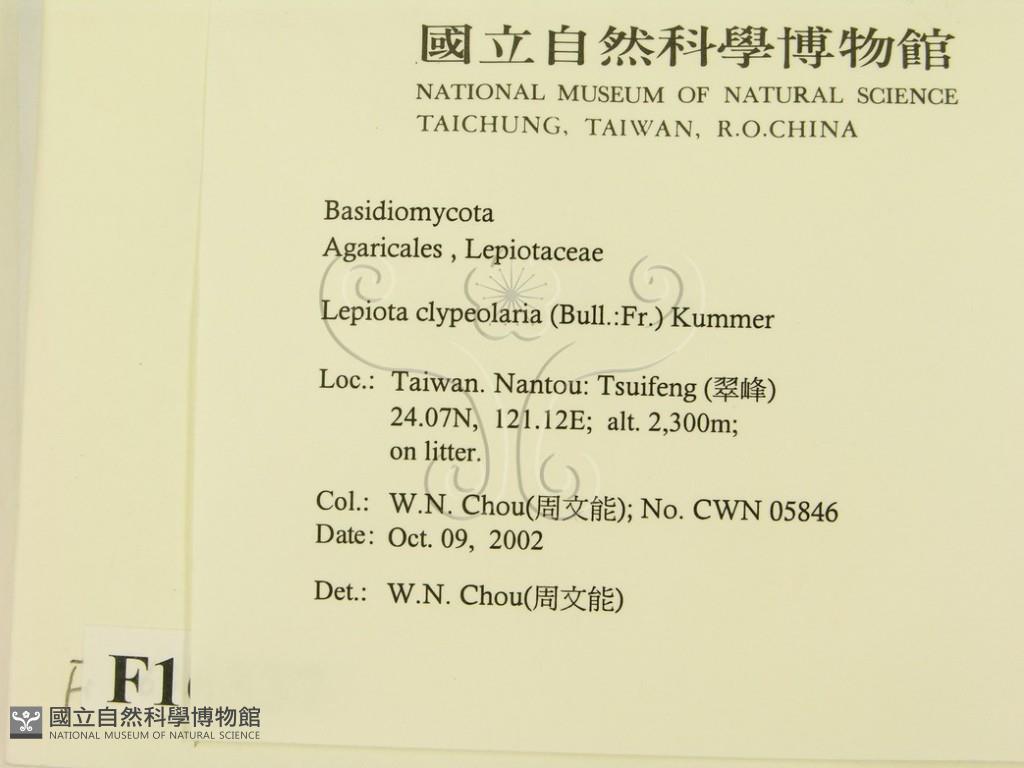 國立自然科學博物館
NATIONAL MUSEUM OF NATURAL SCIENCE
TAICHUNG, TAIWAN, R.O.CHINA
Basidiomycota
Agaricales , Lepiotaceae
Lepiota clypeolaria (Bull.:Fr.) Kummer
Loc.: Taiwan. Nantou: Tsuifeng (翠峰)
24.07N, 121.12E; alt. 2,300m;
on litter.
Col.: W.N. Chou(周文能); No. CWN 05846
Date: Oct. 09, 2002
Det.: W.N. Chou(周文能)
F1
國立自然科學博物館
NATIONAL MUSEUM OF NATURAL SCIENCE